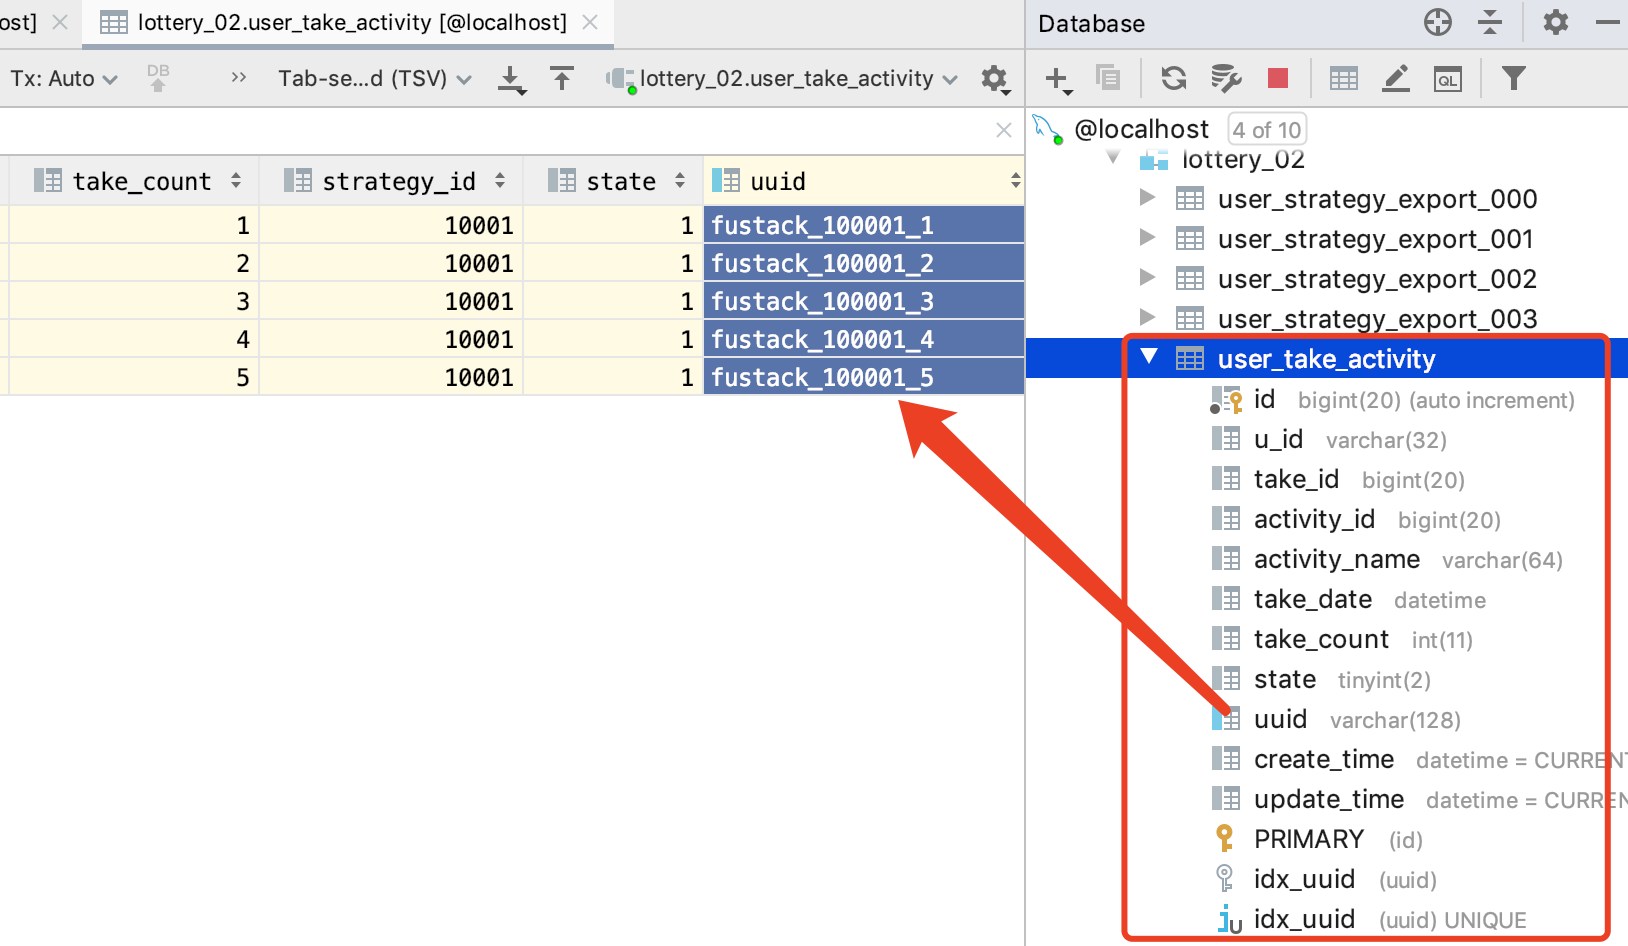 ost]
lottery_02.user_take_activity [@localhost]
Database
Tx: Auto
DB
Tab-se...d (TSV)
lottery_02.user_take_activity
QL
@localhost 4 of 10
lottery_02
take_count strategy_id state uuid
1 10001 1 fustack_100001_1
2 10001 1 fustack_100001_2
3 10001 1 fustack_100001_3
4 10001 1 fustack_100001_4
5 10001 1 fustack_100001_5
user_strategy_export_000
user_strategy_export_001
user_strategy_export_002
user_strategy_export_003
user_take_activity
id bigint(20) (auto increment)
u_id varchar(32)
take_id bigint(20)
activity_id bigint(20)
activity_name varchar(64)
take_date datetime
take_count int(11)
state tinyint(2)
uuid varchar(128)
create_time datetime = CURRENT
update_time datetime = CURREN
PRIMARY (id)
idx_uuid (uuid)
idx_uuid (uuid) UNIQUE